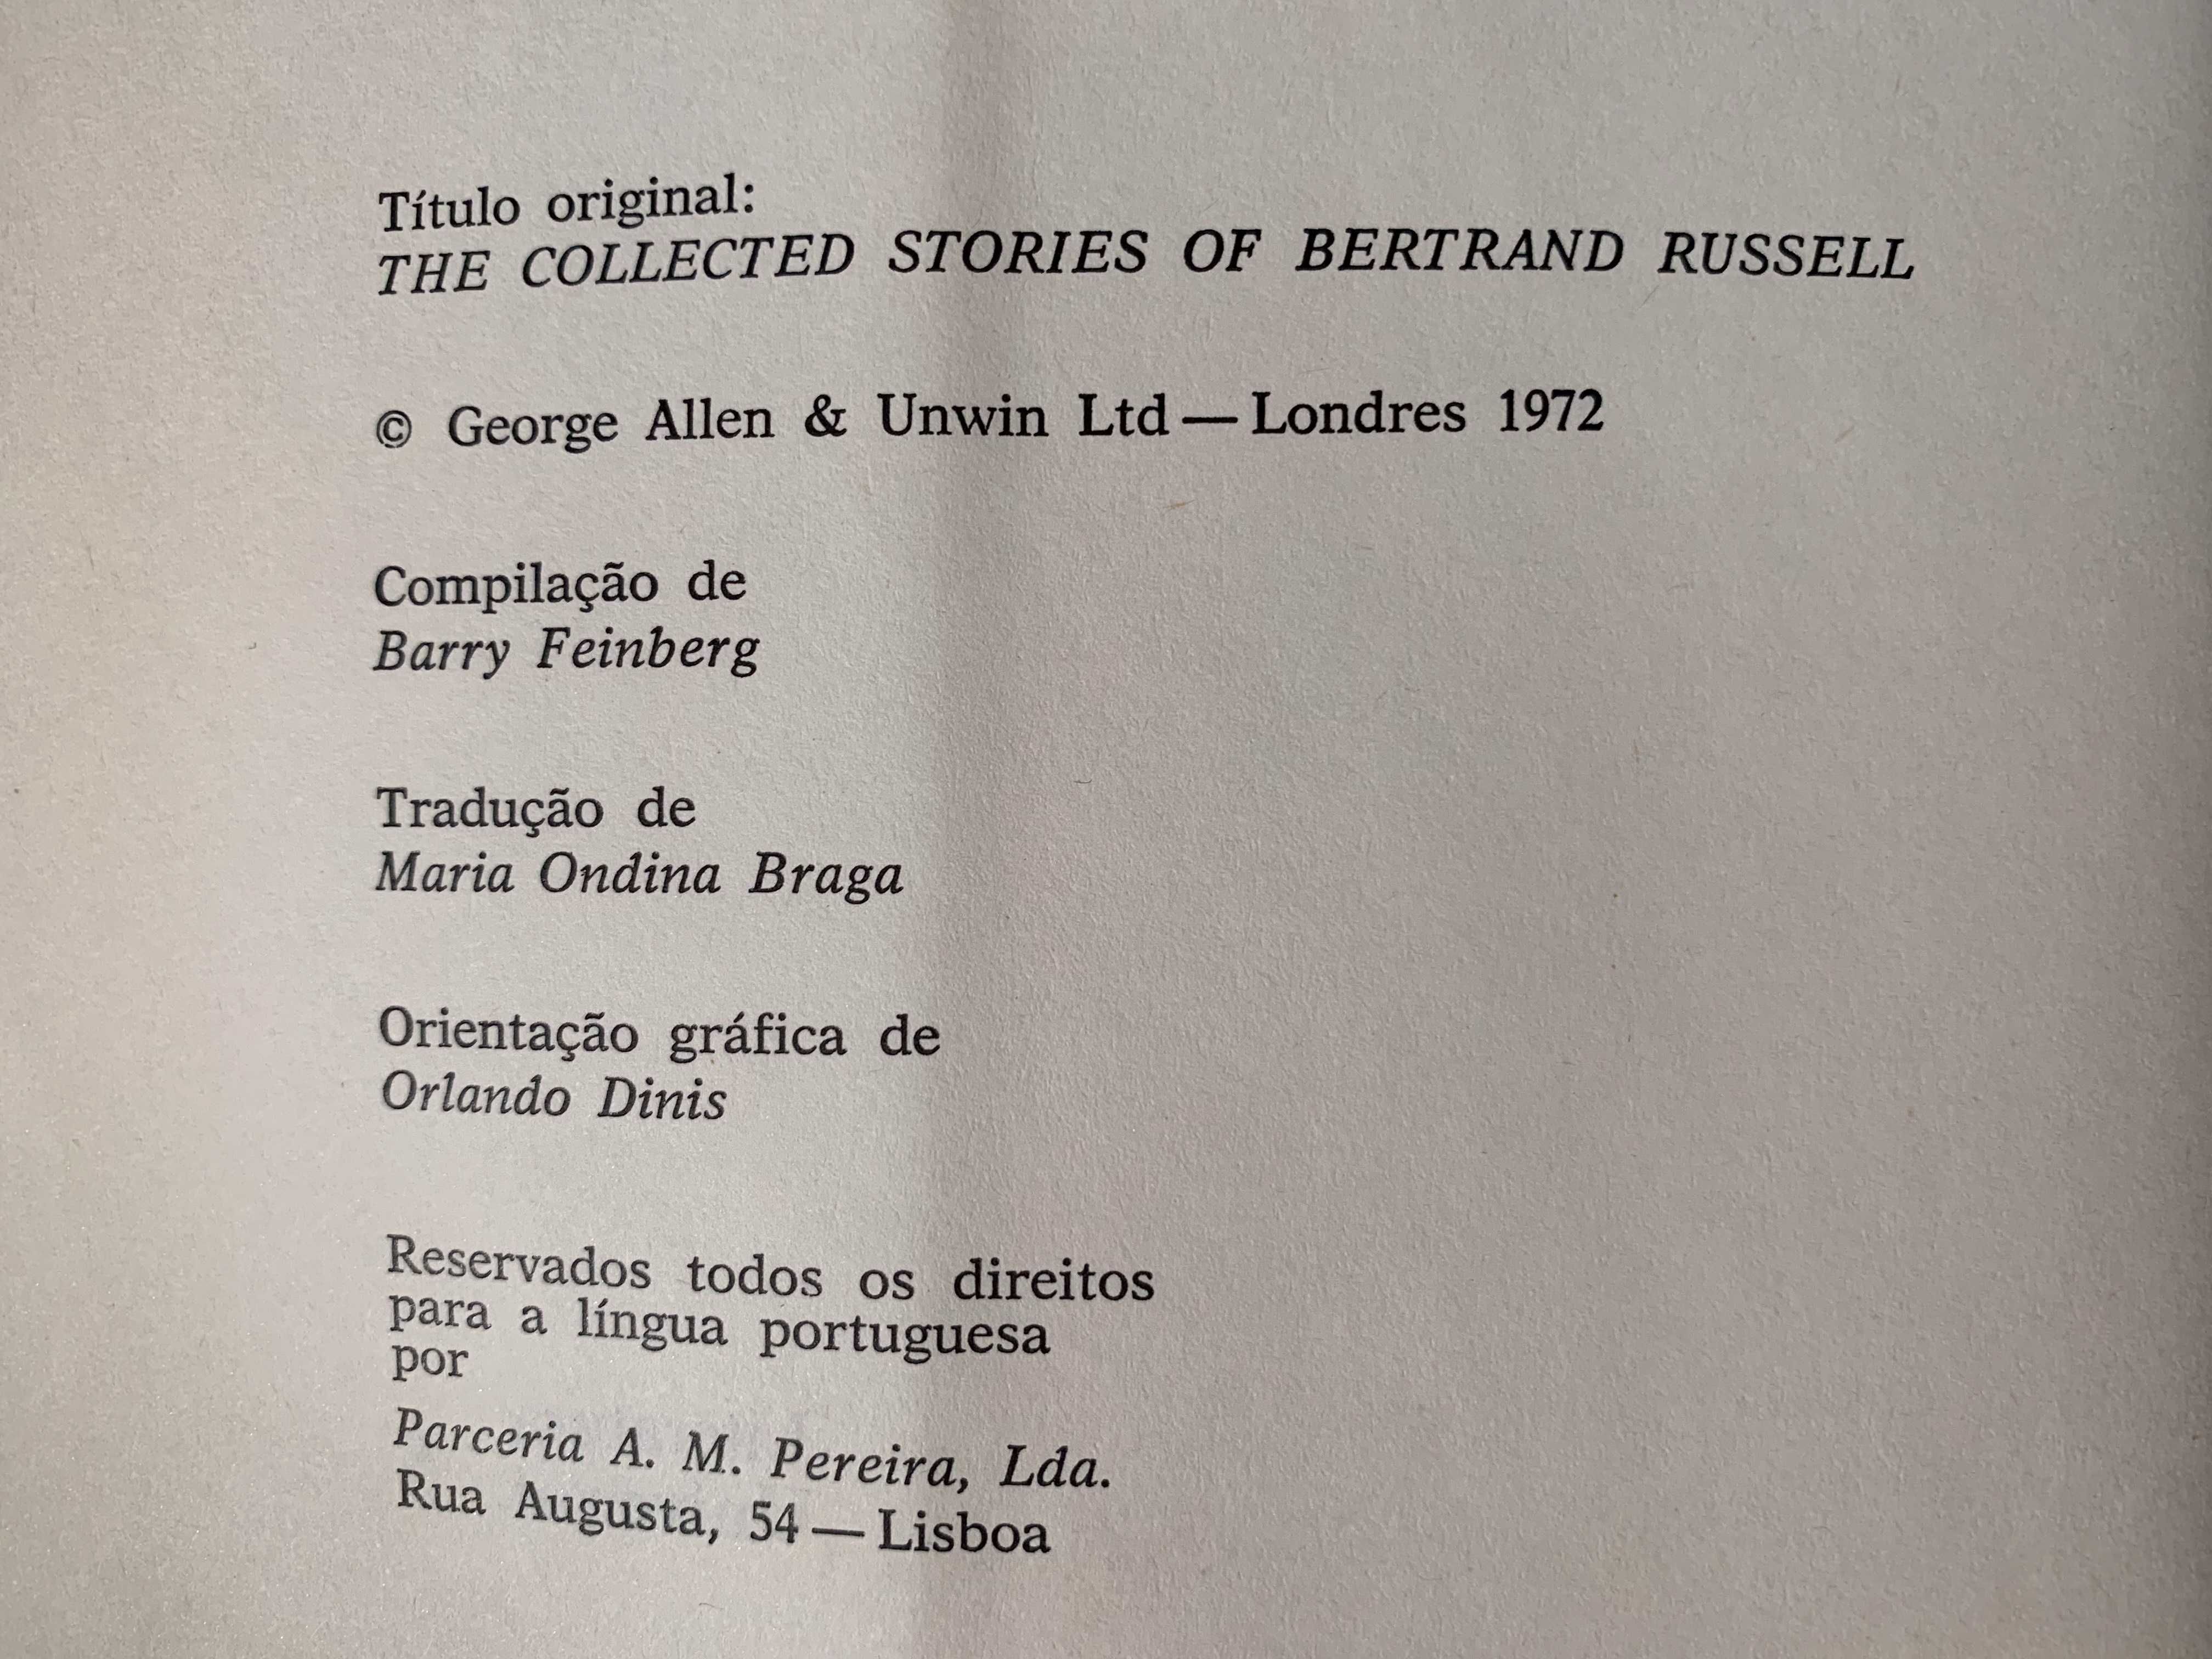 Título original:
THE COLLECTED STORIES OF BERTRAND RUSSELL
© George Allen & Unwin Ltd — Londres 1972
Compilação de
Barry Feinberg
Tradução de
Maria Ondina Braga
Orientação gráfica de
Orlando Dinis
Reservados todos os direitos
para a língua portuguesa
por
Parceria A. M. Pereira, Lda.
Rua Augusta, 54 — Lisboa